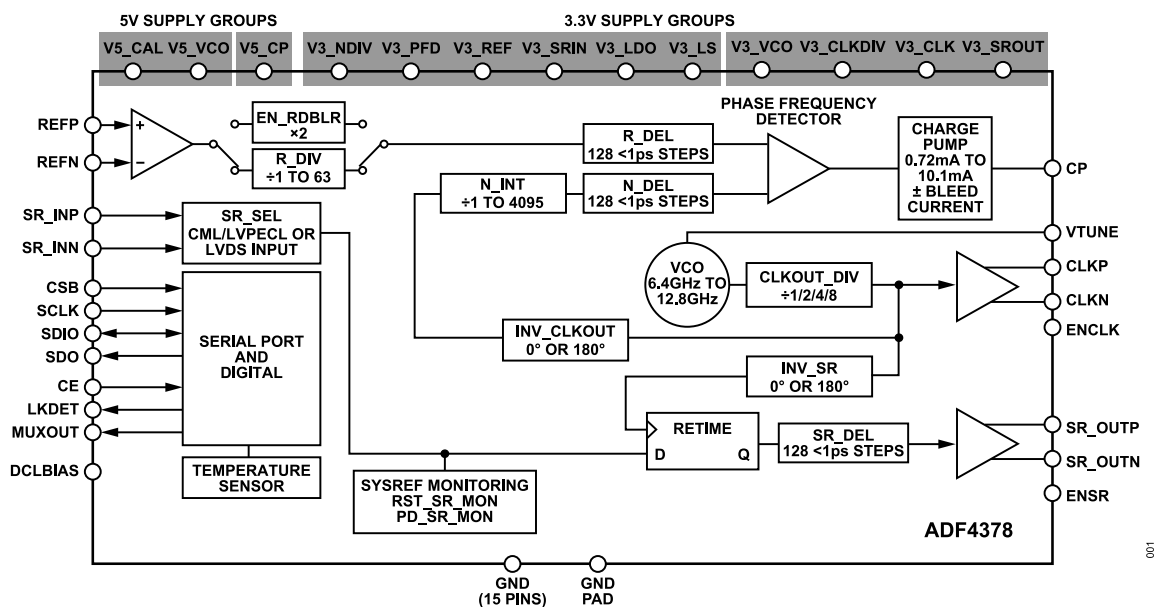 5V SUPPLY GROUPS
3.3V SUPPLY GROUPS
V5_CAL V5_VCO V5_CP V3_NDIV V3_PFD V3_REF V3_SRIN V3_LDO V3_LS V3_VCO V3_CLKDIV V3_CLK V3_SROUT
REFP
REFN
+
–
EN_RDBLR
×2
R_DIV
÷1 TO 63
R_DEL
128 <1ps STEPS
N_INT
÷1 TO 4095
N_DEL
128 <1ps STEPS
PHASE FREQUENCY
DETECTOR
CHARGE
PUMP
0.72mA TO
10.1mA
± BLEED
CURRENT
CP
SR_INP
SR_INN
SR_SEL
CML/LVPECL OR
LVDS INPUT
VTUNE
VCO
6.4GHz TO
12.8GHz
CLKOUT_DIV
÷1/2/4/8
CLKP
CLKN
ENCLK
CSB
SCLK
SDIO
SDO
CE
LKDET
MUXOUT
DCLBIAS
SERIAL PORT
AND
DIGITAL
TEMPERATURE
SENSOR
INV_CLKOUT
0° OR 180°
INV_SR
0° OR 180°
RETIME
D Q
SR_DEL
128 <1ps STEPS
SR_OUTP
SR_OUTN
ENSR
SYSREF MONITORING
RST_SR_MON
PD_SR_MON
ADF4378
GND
(15 PINS)
GND
PAD
001